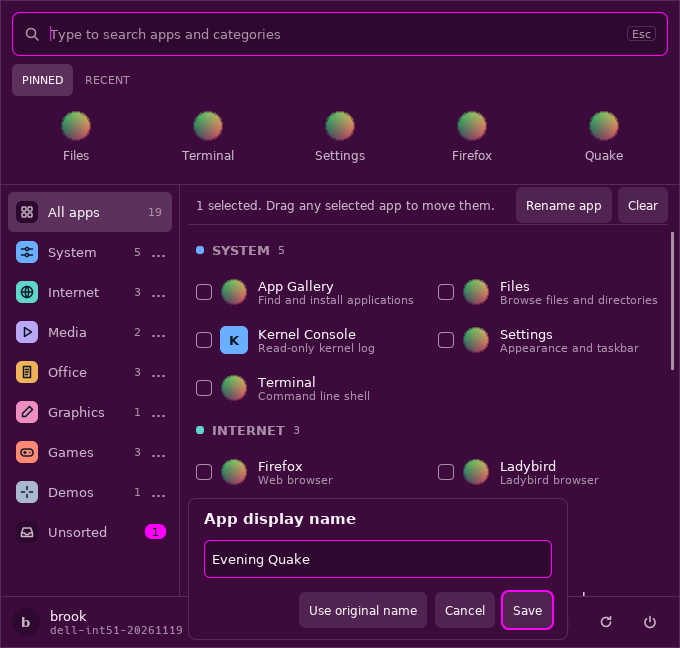 Type to search apps and categories
Esc
PINNED
RECENT
Files
Terminal
Settings
Firefox
Quake
All apps 19
System 5 ...
Internet 3 ...
Media 2 ...
Office 3 ...
Graphics 1 ...
Games 3 ...
Demos 1 ...
Unsorted 1
1 selected. Drag any selected app to move them.
Rename app
Clear
SYSTEM 5
App Gallery
Find and install applications
Files
Browse files and directories
K
Kernel Console
Read-only kernel log
Settings
Appearance and taskbar
Terminal
Command line shell
INTERNET 3
Firefox
Web browser
Ladybird
Ladybird browser
App display name
Evening Quake
Use original name
Cancel
Save
b
brook
dell-int51-20261119